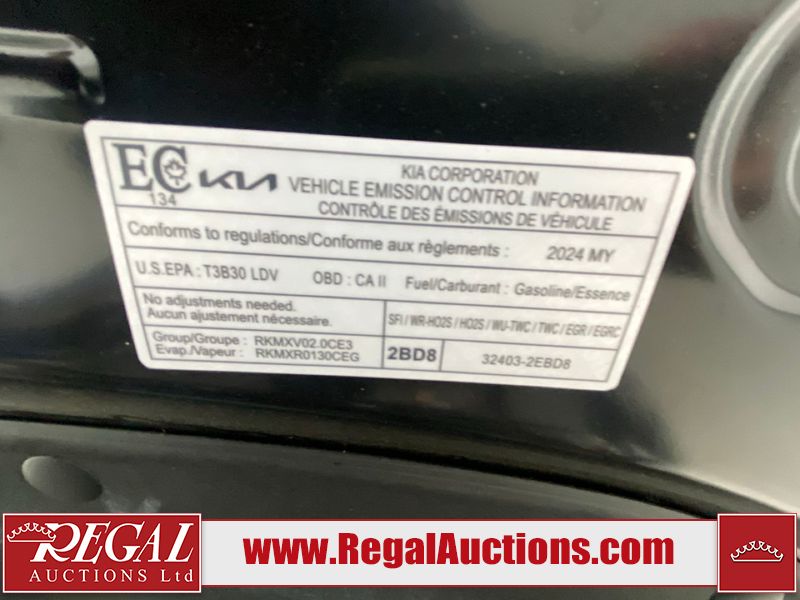 EC KIA
134
KIA CORPORATION
VEHICLE EMISSION CONTROL INFORMATION
CONTRÔLE DES ÉMISSIONS DE VÉHICULE
Conforms to regulations/Conforme aux règlements : 2024 MY
U.S.EPA : T3B30 LDV OBD : CA II Fuel/Carburant : Gasoline/Essence
No adjustments needed.
Aucun ajustement nécessaire.
SFI / WR-HO2S / HO2S / WU-TWC / TWC / EGR / EGRC
Group/Groupe : RKMXV02.0CE3
Evap./Vapeur : RKMXR0130CEG
2BD8
32403-2EBD8
REGAL
AUCTIONS Ltd
www.RegalAuctions.com